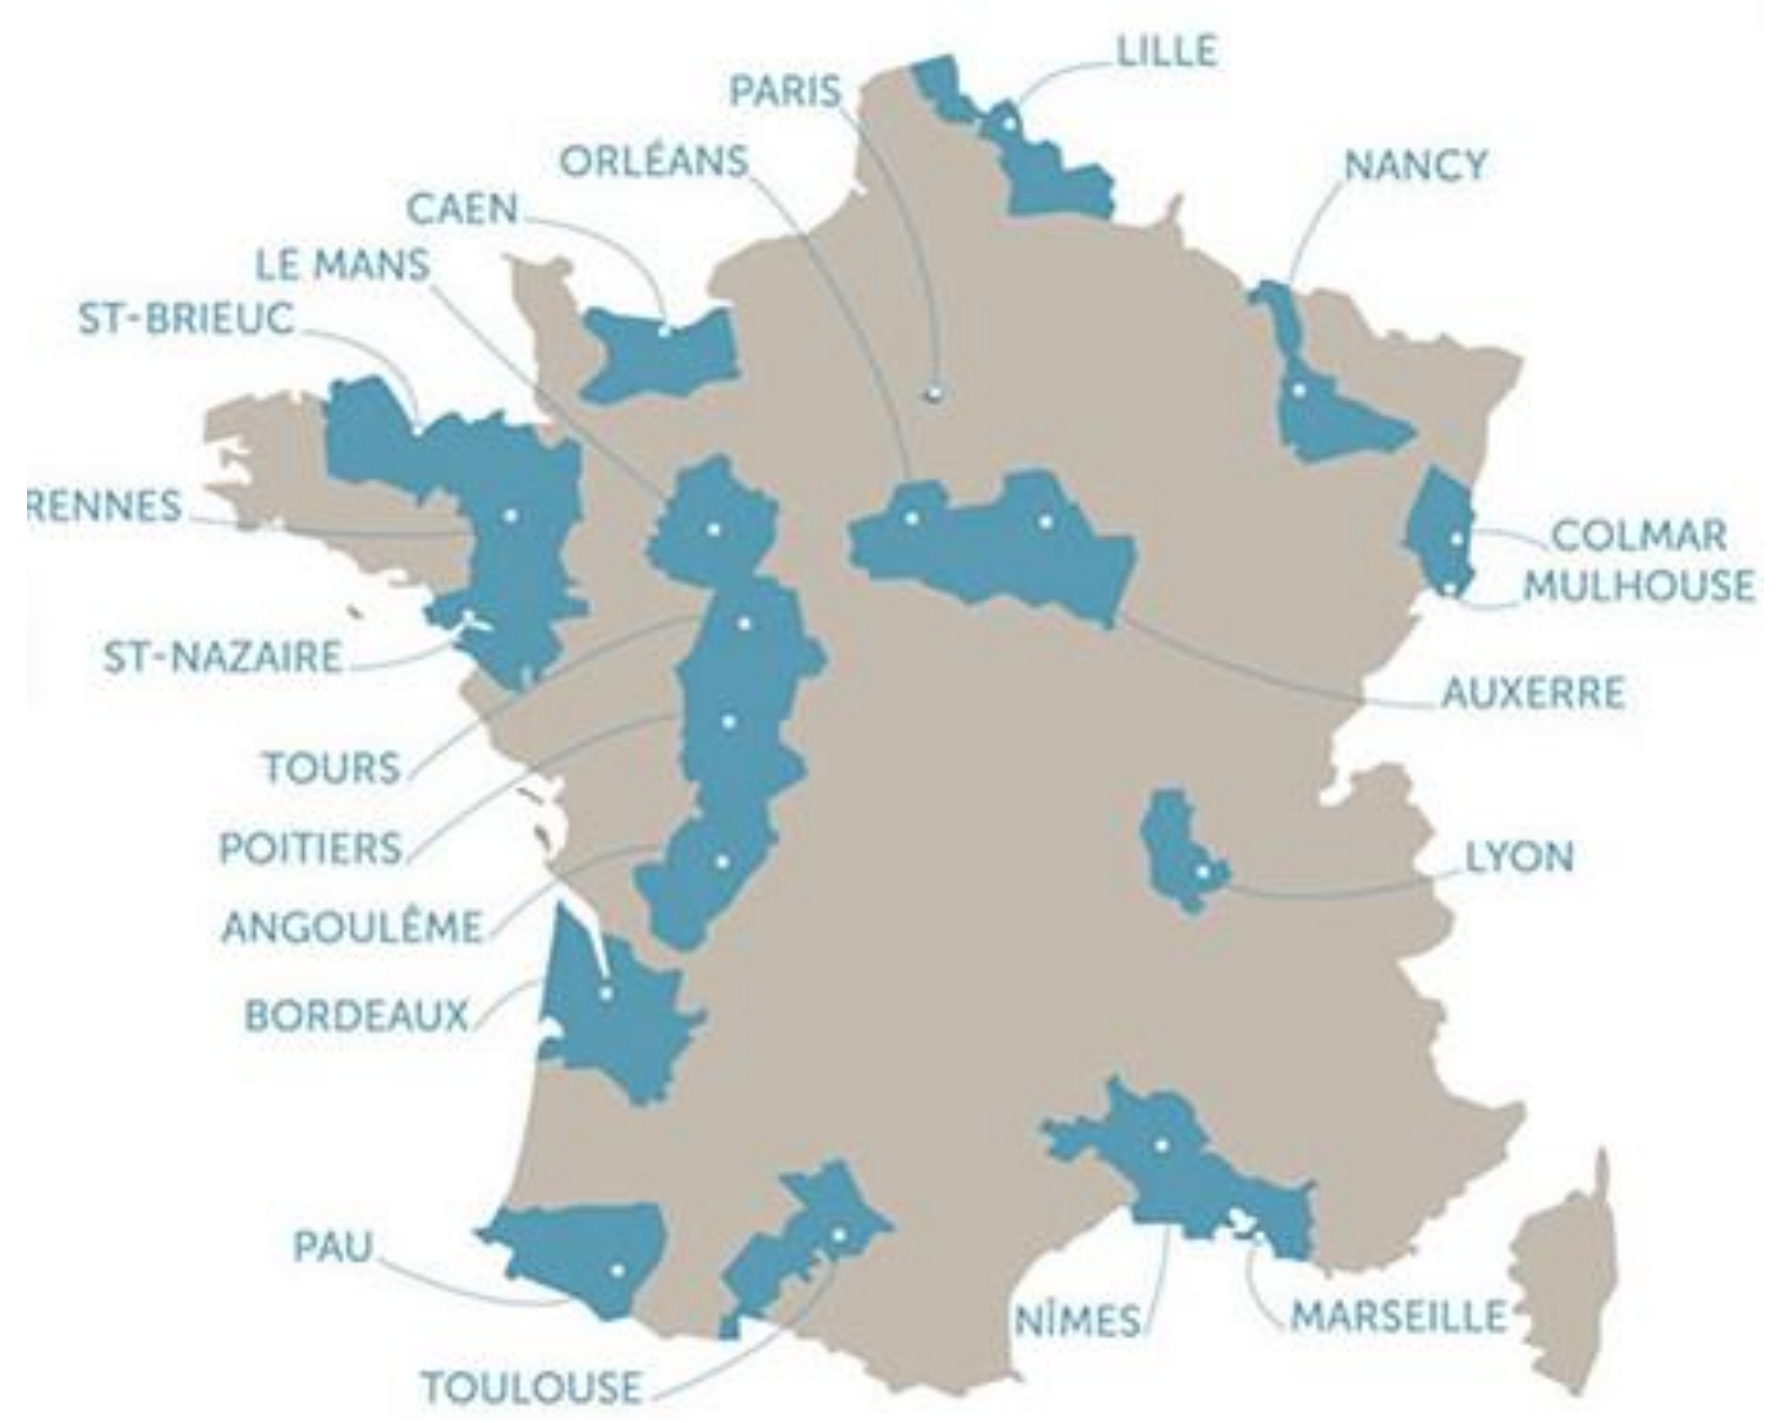 LILLE
PARIS
ORLÉANS
NANCY
CAEN
LE MANS
ST-BRIEUC
RENNES
COLMAR
MULHOUSE
ST-NAZAIRE
AUXERRE
TOURS
POITIERS
LYON
ANGOULÊME
BORDEAUX
PAU
NÎMES
MARSEILLE
TOULOUSE